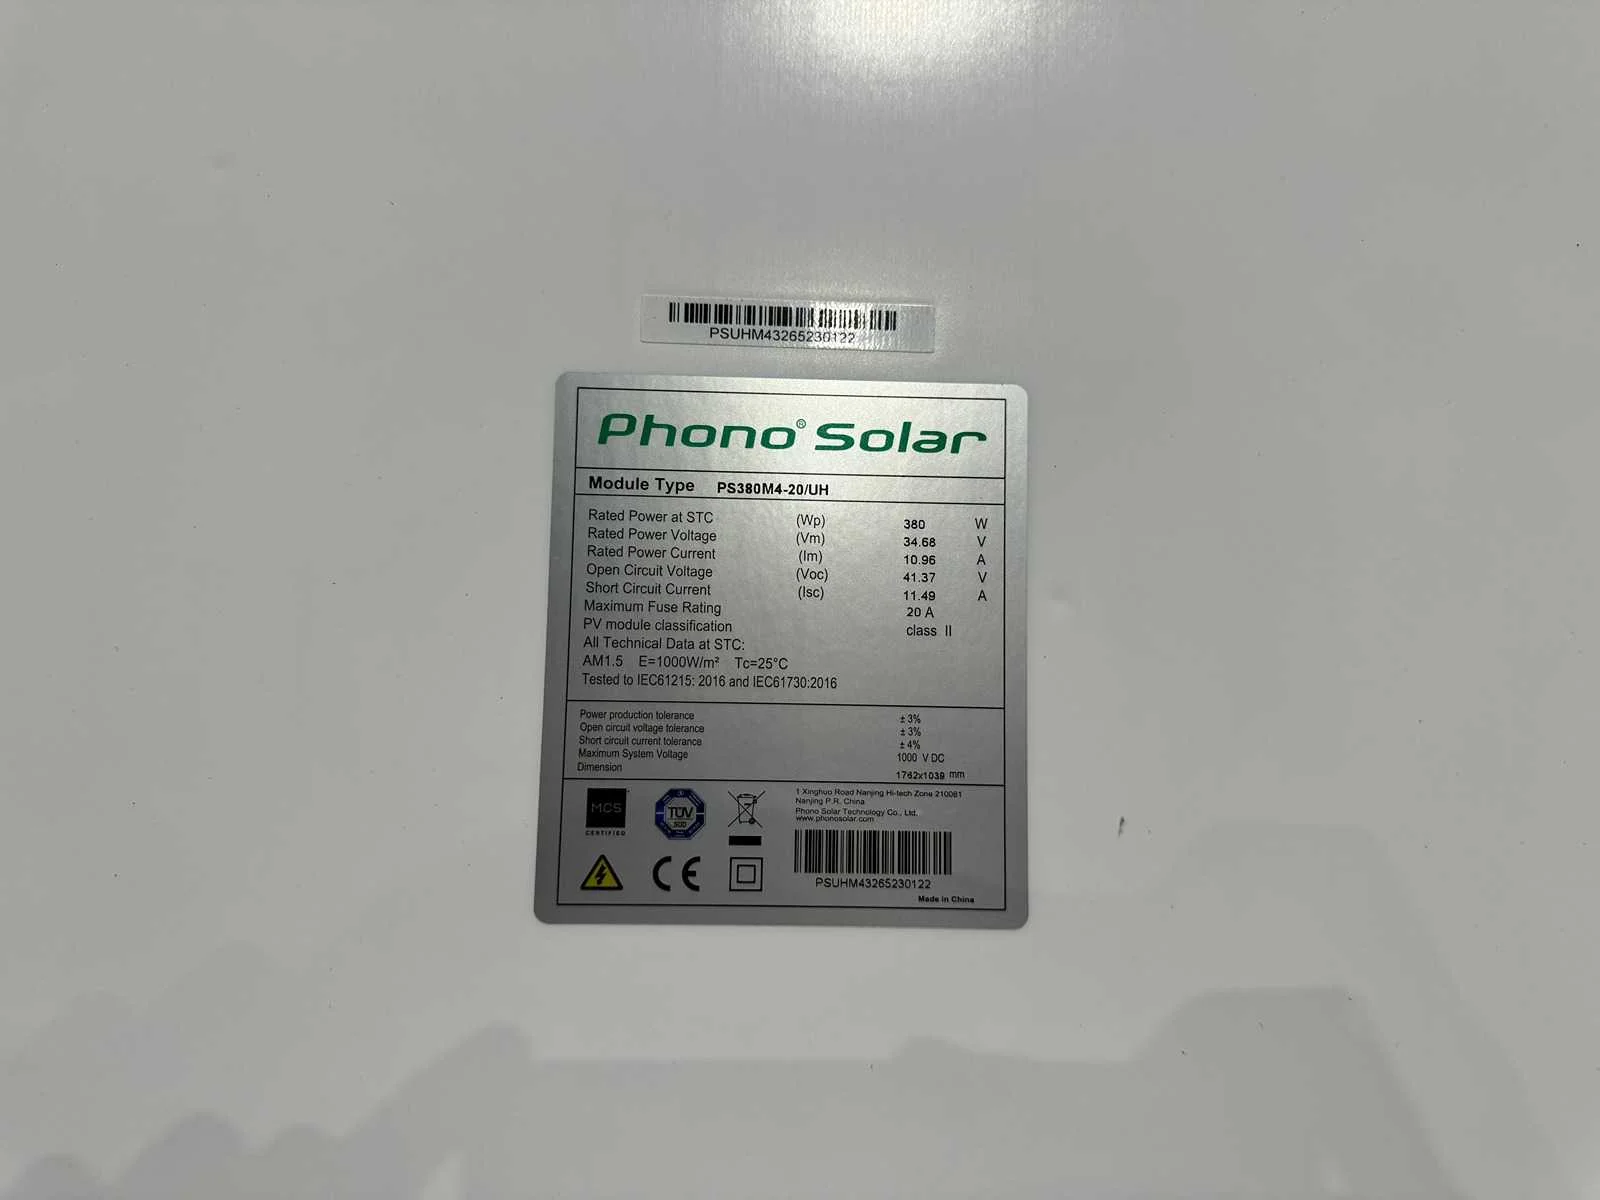 PSUHM43265230122
Phono® Solar
Module Type PS380M4-20/UH
Rated Power at STC (Wp) 380 W
Rated Power Voltage (Vm) 34.68 V
Rated Power Current (Im) 10.96 A
Open Circuit Voltage (Voc) 41.37 V
Short Circuit Current (Isc) 11.49 A
Maximum Fuse Rating 20 A
PV module classification class II
All Technical Data at STC:
AM1.5 E=1000W/m² Tc=25°C
Tested to IEC61215: 2016 and IEC61730:2016
Power production tolerance ± 3%
Open circuit voltage tolerance ± 3%
Short circuit current tolerance ± 4%
Maximum System Voltage 1000 V DC
Dimension 1762x1039 mm
MCS
CERTIFIED
TÜV
SÜD
1 Xinghuo Road Nanjing Hi-tech Zone 210061
Nanjing P.R. China
Phono Solar Technology Co., Ltd.
www.phonosolar.com
CE
PSUHM43265230122
Made in China